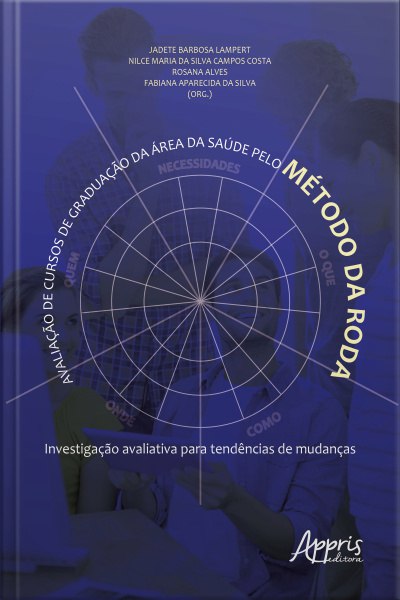 JADETE BARBOSA LAMPERT
NILCE MARIA DA SILVA CAMPOS COSTA
ROSANA ALVES
FABIANA APARECIDA DA SILVA
(ORG.)
AVALIAÇÃO DE CURSOS DE GRADUAÇÃO DA ÁREA DA SAÚDE PELO
MÉTODO DA RODA
NECESSIDADES
QUEM
O QUE
ONDE
COMO
Investigação avaliativa para tendências de mudanças
Appris
editora